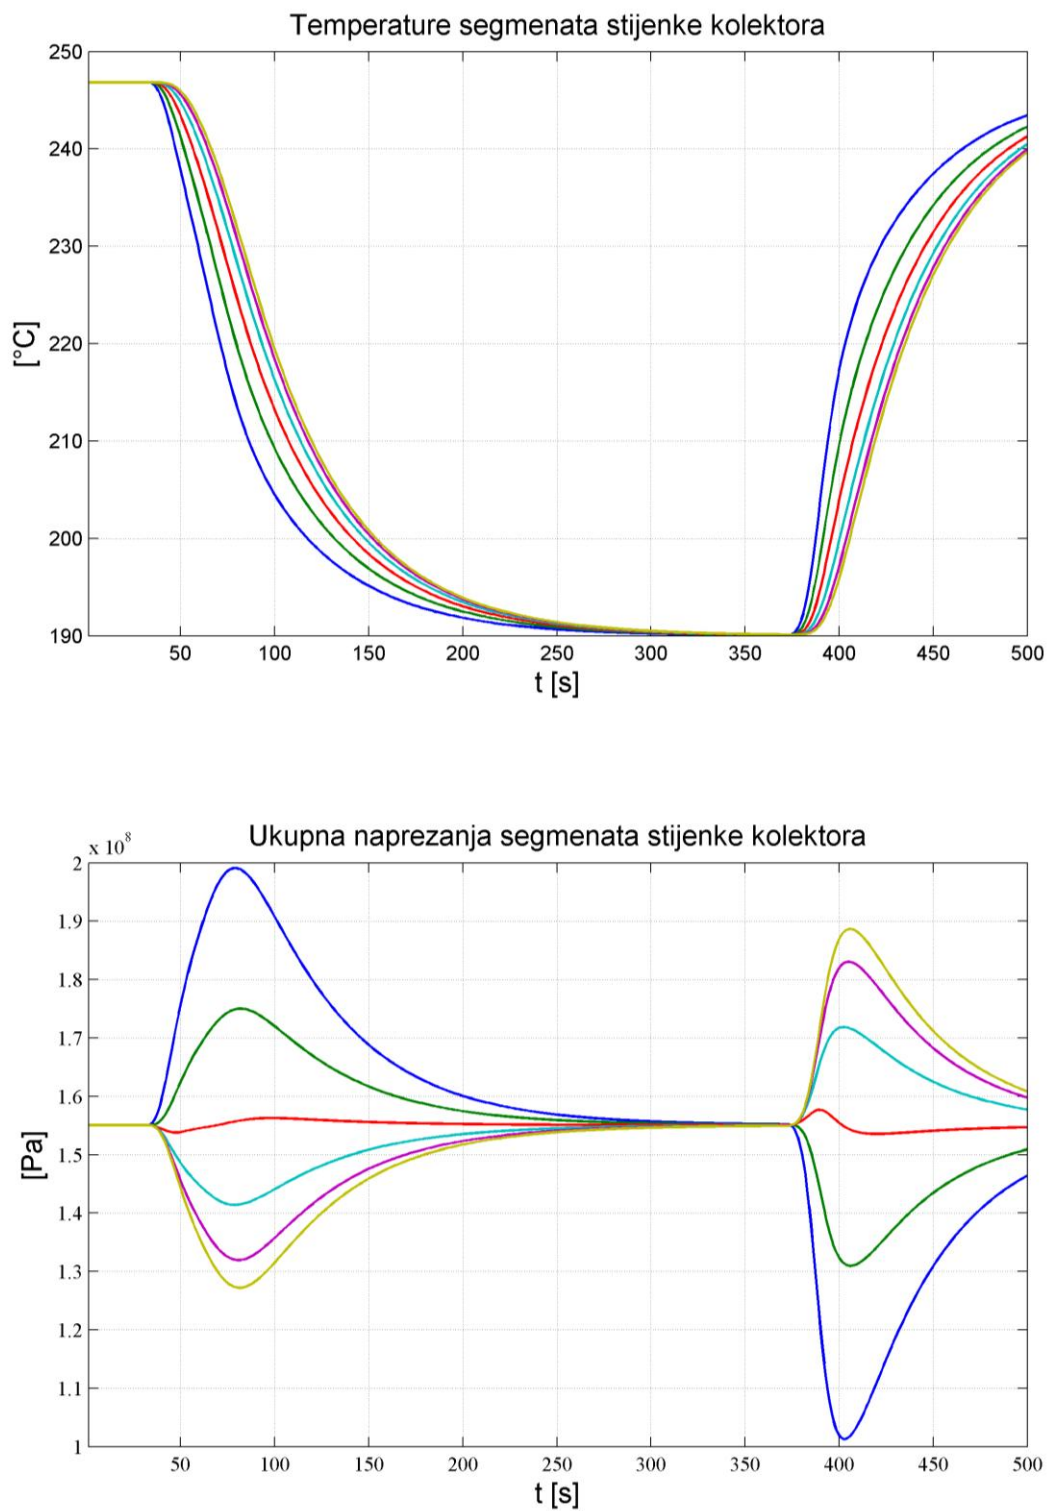 Temperature segmenata stijenke kolektora
250
240
230
220
210
200
190
[°C]
50 100 150 200 250 300 350 400 450 500
t [s]
Ukupna naprezanja segmenata stijenke kolektora
x 10⁸
2
1.9
1.8
1.7
1.6
1.5
1.4
1.3
1.2
1.1
1
[Pa]
50 100 150 200 250 300 350 400 450 500
t [s]